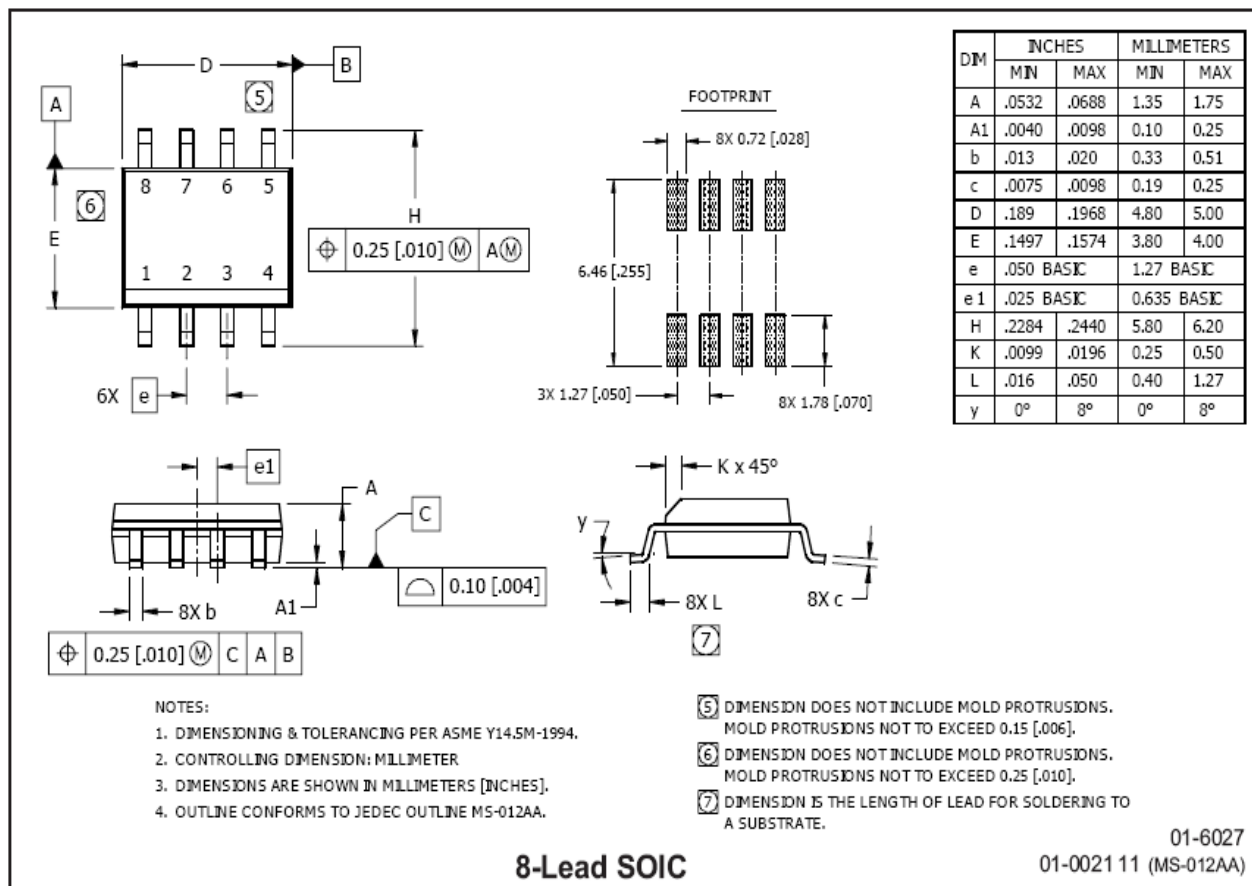 D
B
5
A
8 7 6 5
6
E
H
⌖ 0.25 [.010] Ⓜ A Ⓜ
1 2 3 4
6X e
FOOTPRINT
8X 0.72 [.028]
6.46 [.255]
3X 1.27 [.050]
8X 1.78 [.070]
DIM INCHES MILLIMETERS
MIN MAX MIN MAX
A .0532 .0688 1.35 1.75
A1 .0040 .0098 0.10 0.25
b .013 .020 0.33 0.51
c .0075 .0098 0.19 0.25
D .189 .1968 4.80 5.00
E .1497 .1574 3.80 4.00
e .050 BASIC 1.27 BASIC
e1 .025 BASIC 0.635 BASIC
H .2284 .2440 5.80 6.20
K .0099 .0196 0.25 0.50
L .016 .050 0.40 1.27
y 0° 8° 0° 8°
e1
A
C
0.10 [.004]
8X b
A1
⌖ 0.25 [.010] Ⓜ C A B
K x 45°
y
8X L
7
8X c
NOTES:
1. DIMENSIONING & TOLERANCING PER ASME Y14.5M-1994.
2. CONTROLLING DIMENSION: MILLIMETER
3. DIMENSIONS ARE SHOWN IN MILLIMETERS [INCHES].
4. OUTLINE CONFORMS TO JEDEC OUTLINE MS-012AA.
5 DIMENSION DOES NOT INCLUDE MOLD PROTRUSIONS.
MOLD PROTRUSIONS NOT TO EXCEED 0.15 [.006].
6 DIMENSION DOES NOT INCLUDE MOLD PROTRUSIONS.
MOLD PROTRUSIONS NOT TO EXCEED 0.25 [.010].
7 DIMENSION IS THE LENGTH OF LEAD FOR SOLDERING TO
A SUBSTRATE.
8-Lead SOIC
01-6027
01-0021 11 (MS-012AA)